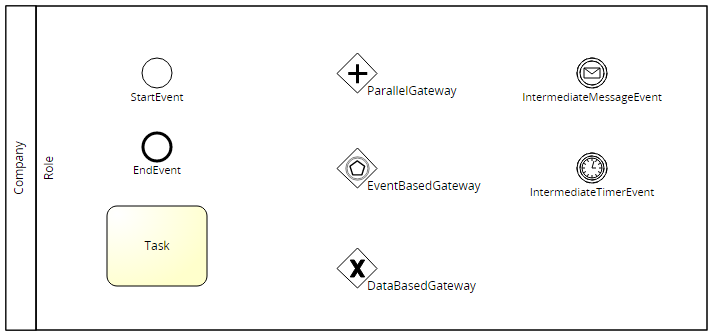 Company
Role
StartEvent
EndEvent
Task
ParallelGateway
EventBasedGateway
DataBasedGateway
IntermediateMessageEvent
IntermediateTimerEvent